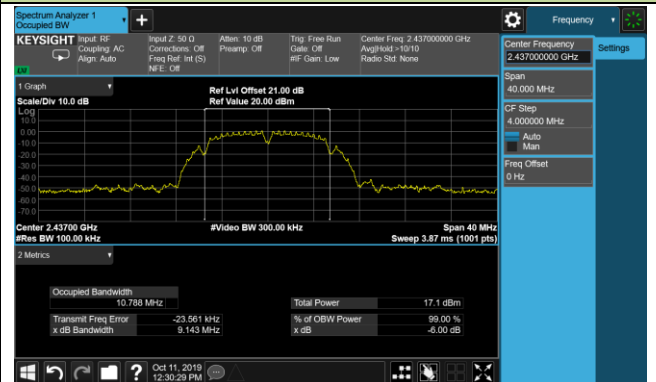 Spectrum Analyzer 1
Occupied BW
Frequency
KEYSIGHT
Input: RF
Coupling: AC
Align: Auto
Input Z: 50 Ω
Corrections: Off
Freq Ref: Int (S)
NFE: Off
Atten: 10 dB
Preamp: Off
Trig: Free Run
Gate: Off
#IF Gain: Low
Center Freq: 2.437000000 GHz
Avg|Hold:>10/10
Radio Std: None
Center Frequency
2.437000000 GHz
Settings
Span
40.000 MHz
CF Step
4.000000 MHz
Auto
Man
Freq Offset
0 Hz
1 Graph
Scale/Div 10.0 dB
Ref Lvl Offset 21.00 dB
Ref Value 20.00 dBm
Log
10.0
0.00
-10.0
-20.0
-30.0
-40.0
-50.0
-60.0
-70.0
Center 2.43700 GHz
#Res BW 100.00 kHz
#Video BW 300.00 kHz
Span 40 MHz
Sweep 3.87 ms (1001 pts)
2 Metrics
Occupied Bandwidth
10.788 MHz
Transmit Freq Error
-23.561 kHz
x dB Bandwidth
9.143 MHz
Total Power
17.1 dBm
% of OBW Power
99.00 %
x dB
-6.00 dB
?
Oct 11, 2019
12:30:29 PM